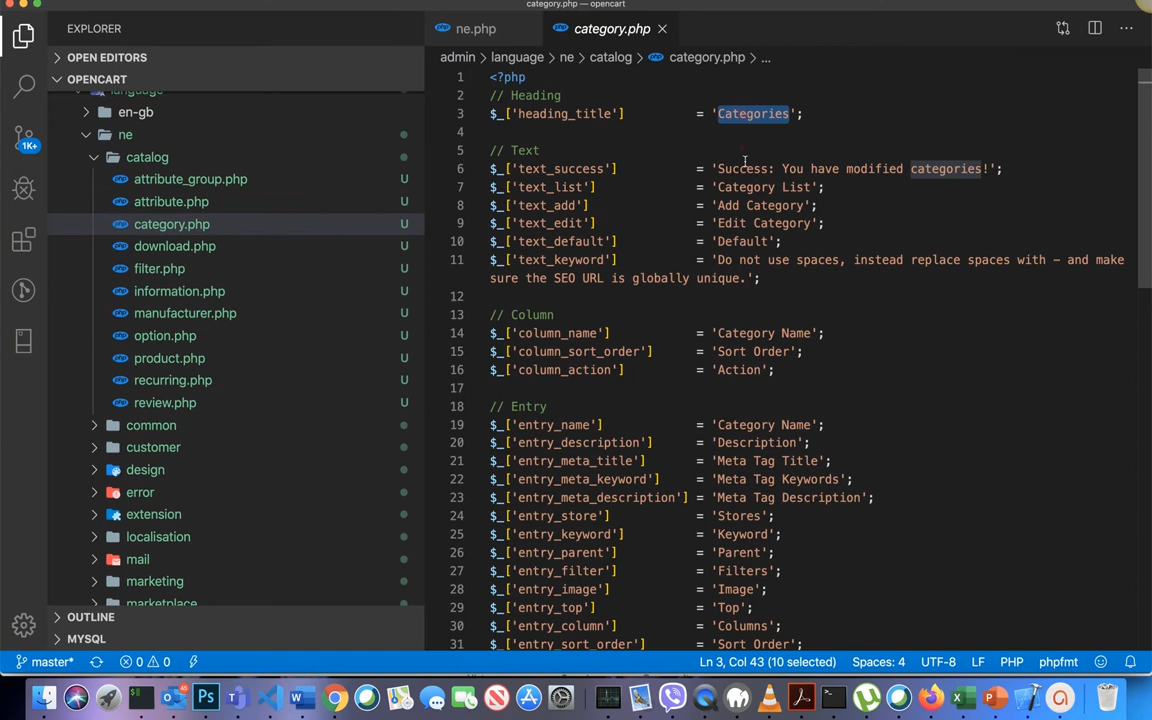 category.php — opencart
EXPLORER
ne.php
category.php
OPEN EDITORS
OPENCART
admin > language > ne > catalog > category.php > ...
language
en-gb
ne
catalog
attribute_group.php U
attribute.php U
category.php U
download.php U
filter.php U
information.php U
manufacturer.php U
option.php U
product.php U
recurring.php U
review.php U
common
customer
design
error
extension
localisation
mail
marketing
marketplace
OUTLINE
MYSQL
1K+
1 <?php
2 // Heading
3 $_['heading_title'] = 'Categories';
4
5 // Text
6 $_['text_success'] = 'Success: You have modified categories!';
7 $_['text_list'] = 'Category List';
8 $_['text_add'] = 'Add Category';
9 $_['text_edit'] = 'Edit Category';
10 $_['text_default'] = 'Default';
11 $_['text_keyword'] = 'Do not use spaces, instead replace spaces with - and make
sure the SEO URL is globally unique.';
12
13 // Column
14 $_['column_name'] = 'Category Name';
15 $_['column_sort_order'] = 'Sort Order';
16 $_['column_action'] = 'Action';
17
18 // Entry
19 $_['entry_name'] = 'Category Name';
20 $_['entry_description'] = 'Description';
21 $_['entry_meta_title'] = 'Meta Tag Title';
22 $_['entry_meta_keyword'] = 'Meta Tag Keywords';
23 $_['entry_meta_description'] = 'Meta Tag Description';
24 $_['entry_store'] = 'Stores';
25 $_['entry_keyword'] = 'Keyword';
26 $_['entry_parent'] = 'Parent';
27 $_['entry_filter'] = 'Filters';
28 $_['entry_image'] = 'Image';
29 $_['entry_top'] = 'Top';
30 $_['entry_column'] = 'Columns';
31 $_['entry_sort_order'] = 'Sort Order';
master* 0 0 Ln 3, Col 43 (10 selected) Spaces: 4 UTF-8 LF PHP phpfmt